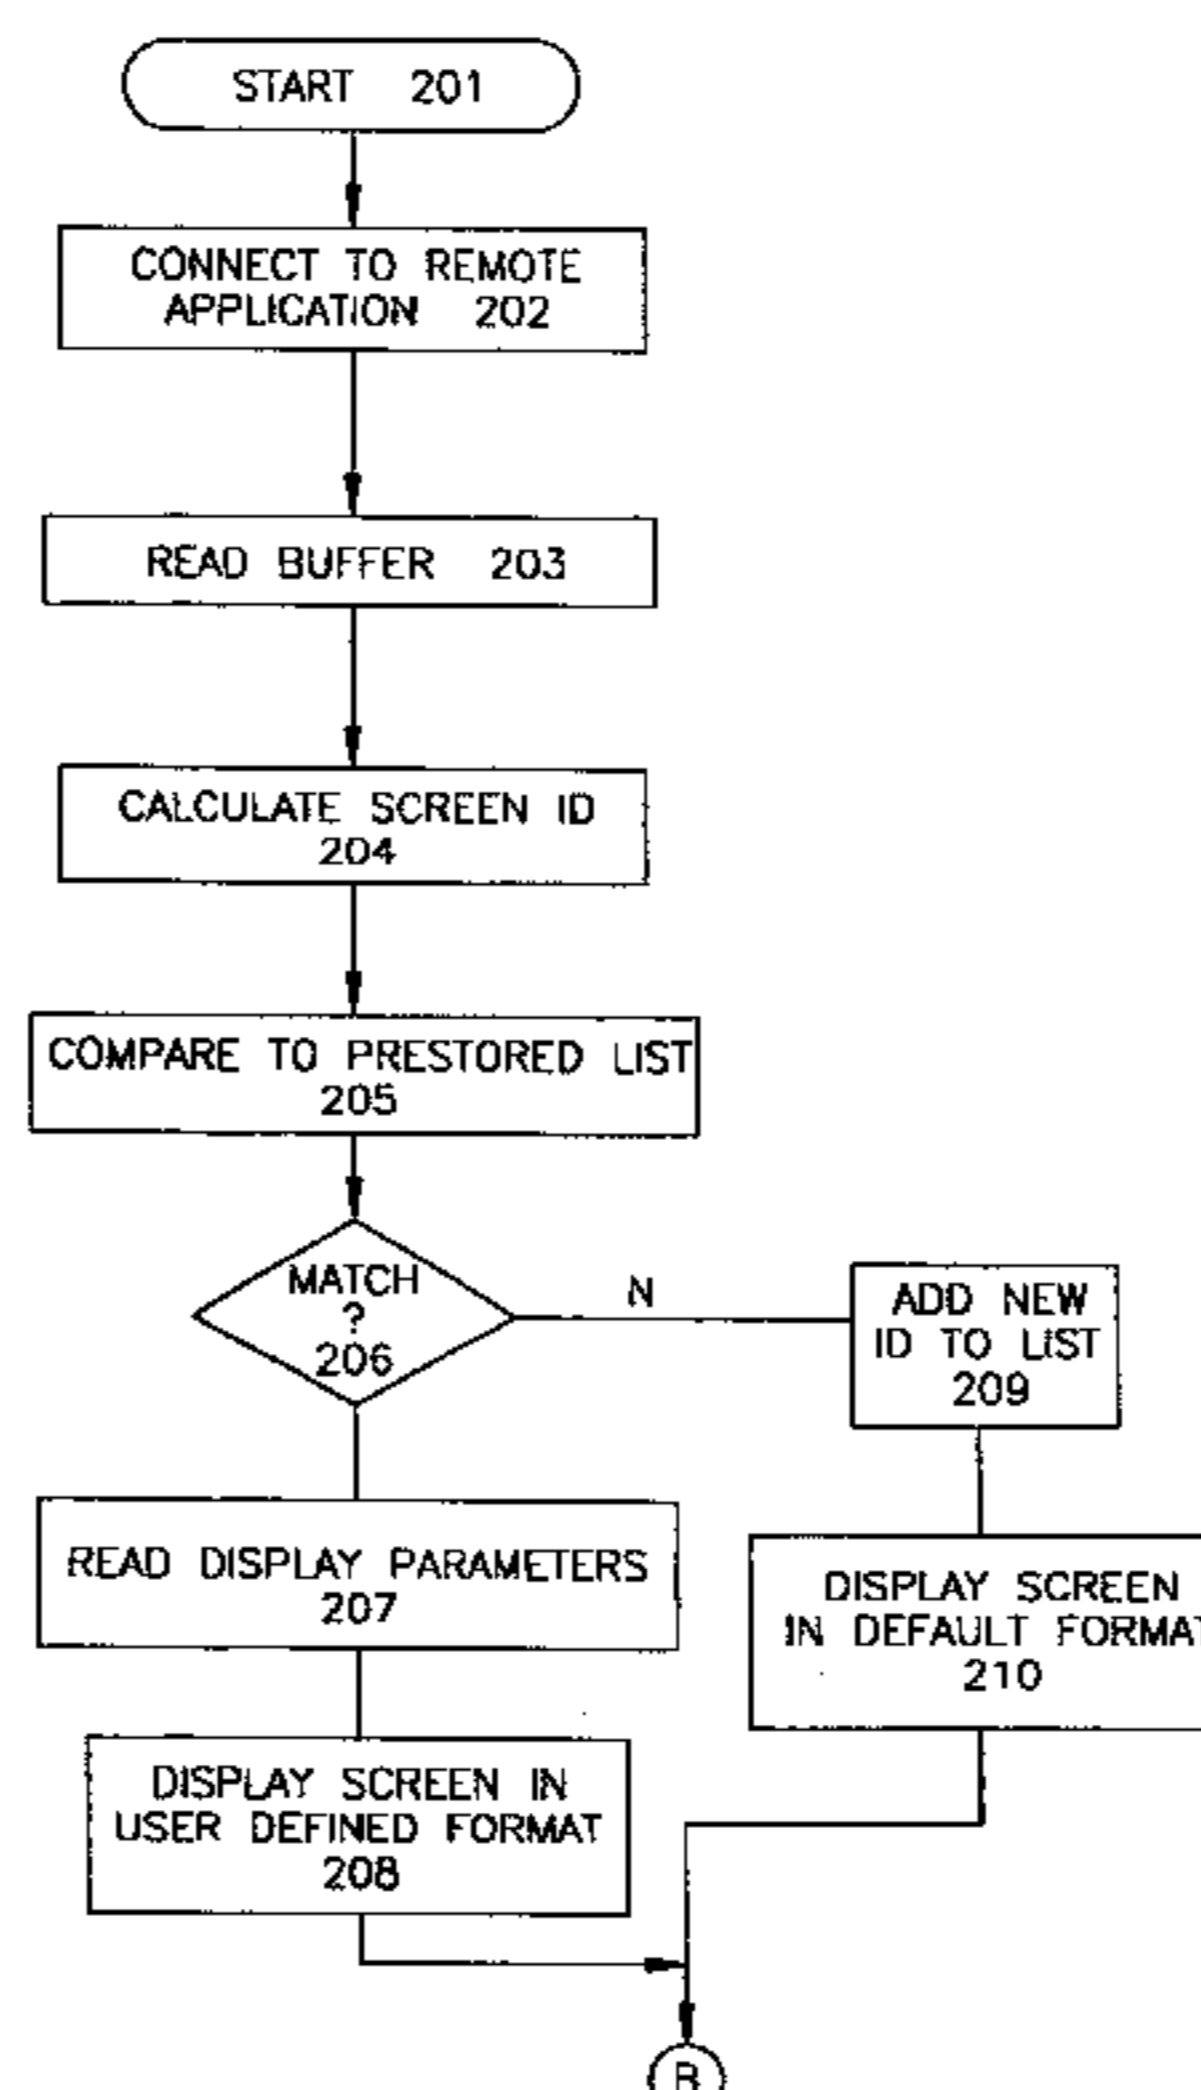 START 201
CONNECT TO REMOTE
APPLICATION 202
READ BUFFER 203
CALCULATE SCREEN ID
204
COMPARE TO PRESTORED LIST
205
MATCH
?
206
N
ADD NEW
ID TO LIST
209
READ DISPLAY PARAMETERS
207
DISPLAY SCREEN
IN DEFAULT FORMAT
210
DISPLAY SCREEN IN
USER DEFINED FORMAT
208
B